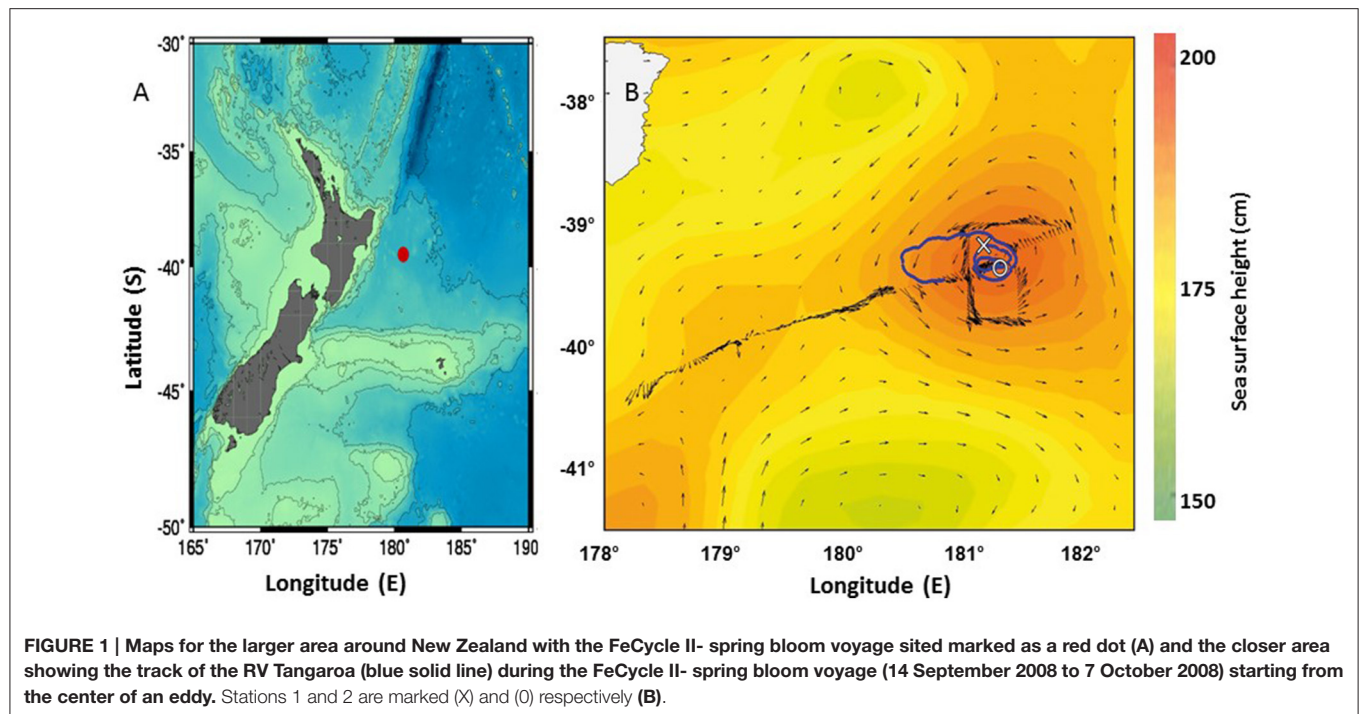 A
-30°
-35°
-40°
-45°
-50°
165°
170°
175°
180°
185°
190
Latitude (S)
Longitude (E)
B
-38°
-39°
-40°
-41°
178°
179°
180°
181°
182°
Longitude (E)
X
O
200
175
150
Sea surface height (cm)
FIGURE 1 | Maps for the larger area around New Zealand with the FeCycle II- spring bloom voyage sited marked as a red dot (A) and the closer area
showing the track of the RV Tangaroa (blue solid line) during the FeCycle II- spring bloom voyage (14 September 2008 to 7 October 2008) starting from
the center of an eddy. Stations 1 and 2 are marked (X) and (0) respectively (B).